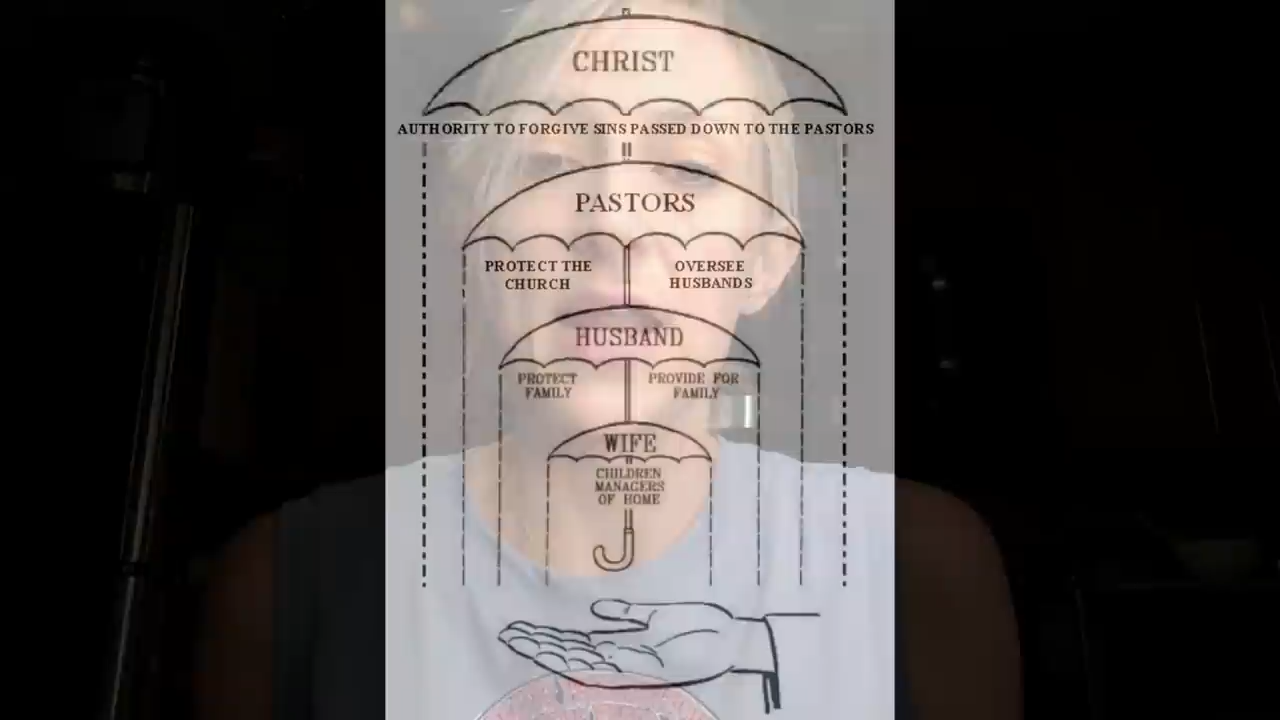 CHRIST
AUTHORITY TO FORGIVE SINS PASSED DOWN TO THE PASTORS
PASTORS
PROTECT THE
CHURCH
OVERSEE
HUSBANDS
HUSBAND
PROTECT
FAMILY
PROVIDE FOR
FAMILY
WIFE
CHILDREN
MANAGERS
OF HOME